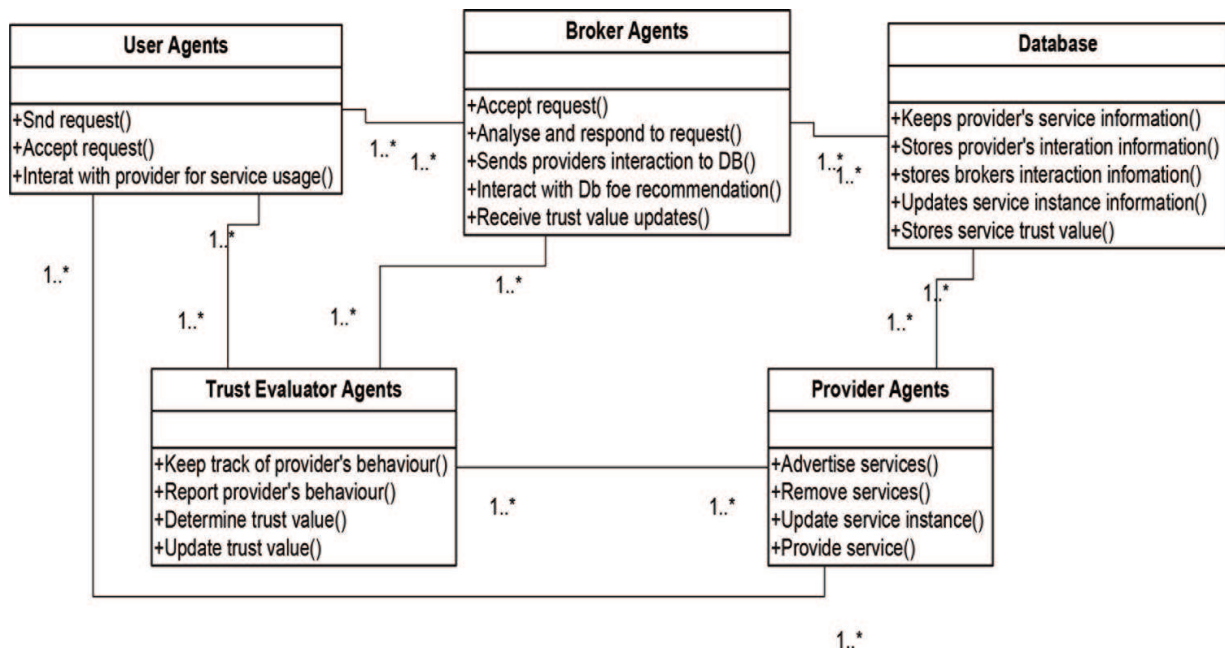 User Agents
+Snd request()
+Accept request()
+Interat with provider for service usage()
Broker Agents
+Accept request()
+Analyse and respond to request()
+Sends providers interaction to DB()
+Interact with Db foe recommendation()
+Receive trust value updates()
Database
+Keeps provider's service information()
+Stores provider's interation information()
+stores brokers interaction infomation()
+Updates service instance information()
+Stores service trust value()
1..*
1..*
1..*
1..*
1..*
1..*
1..*
1..*
1..*
1..*
1..*
Trust Evaluator Agents
+Keep track of provider's behaviour()
+Report provider's behaviour()
+Determine trust value()
+Update trust value()
Provider Agents
+Advertise services()
+Remove services()
+Update service instance()
+Provide service()
1..*
1..*
1..*